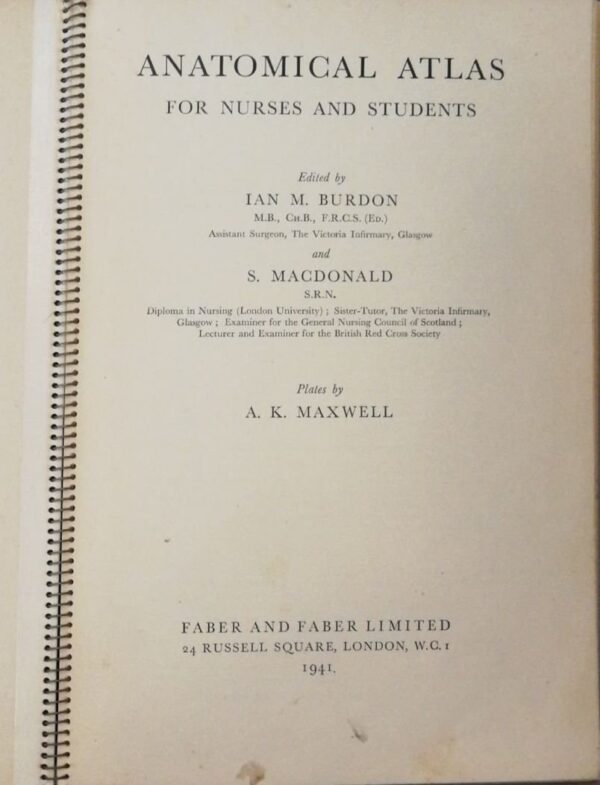 ANATOMICAL ATLAS
FOR NURSES AND STUDENTS
Edited by
IAN M. BURDON
M.B., CH.B., F.R.C.S. (ED.)
Assistant Surgeon, The Victoria Infirmary, Glasgow
and
S. MACDONALD
S.R.N.
Diploma in Nursing (London University) ; Sister-Tutor, The Victoria Infirmary,
Glasgow ; Examiner for the General Nursing Council of Scotland ;
Lecturer and Examiner for the British Red Cross Society
Plates by
A. K. MAXWELL
FABER AND FABER LIMITED
24 RUSSELL SQUARE, LONDON, W.C. 1
1941.